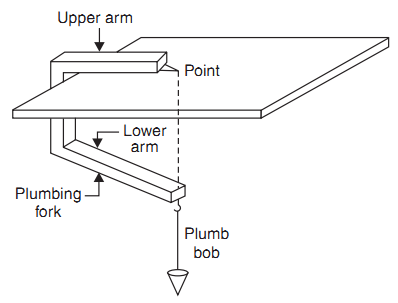 Upper arm
Point
Lower
arm
Plumbing
fork
Plumb
bob